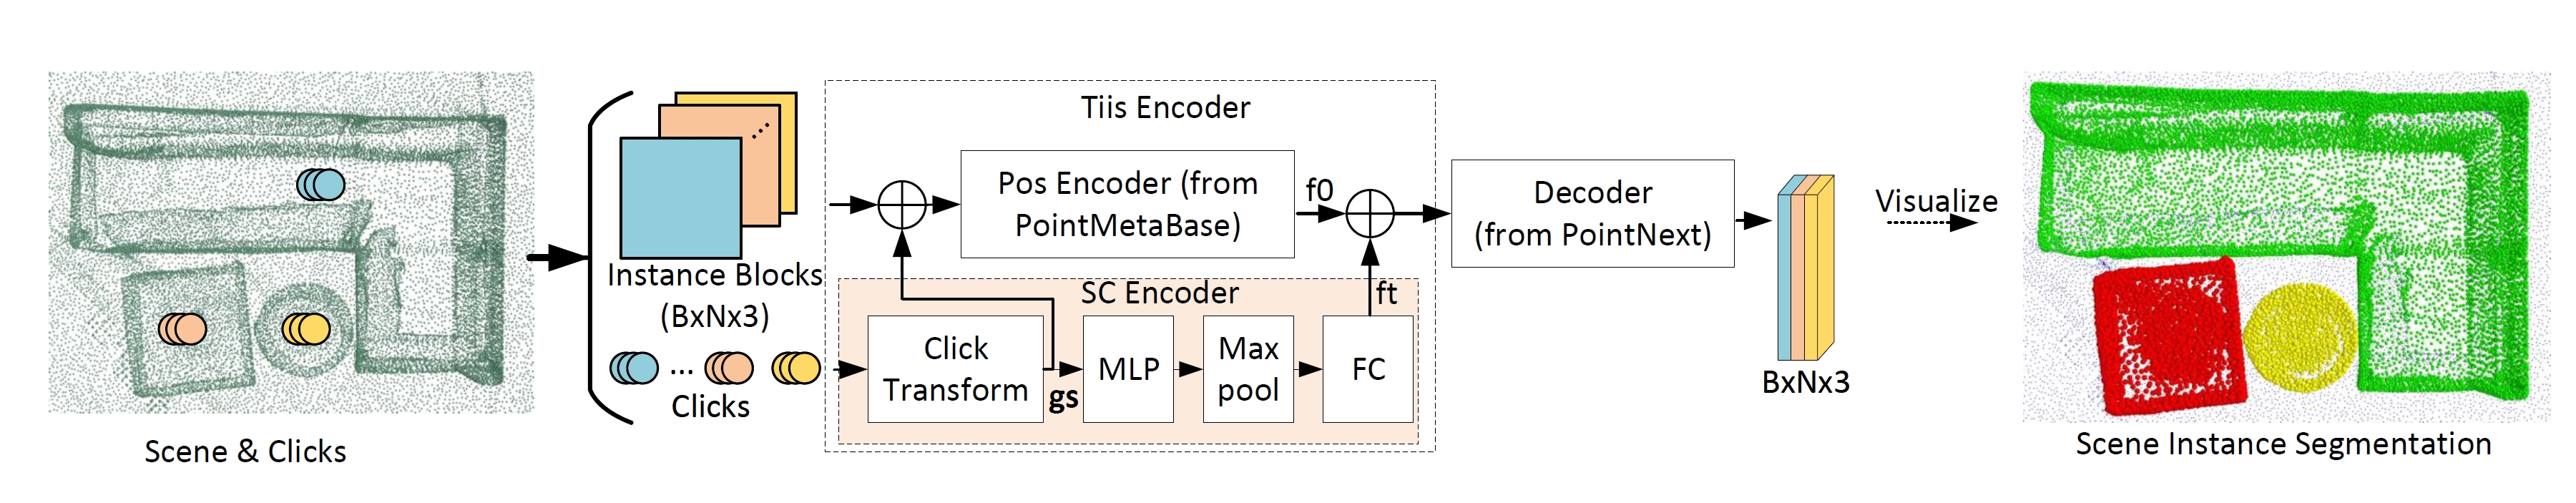 Scene & Clicks
Instance Blocks
(BxNx3)
...
Clicks
Tiis Encoder
Pos Encoder (from
PointMetaBase)
f0
SC Encoder
ft
Click
Transform
gs
MLP
Max
pool
FC
Decoder
(from PointNext)
BxNx3
Visualize
Scene Instance Segmentation